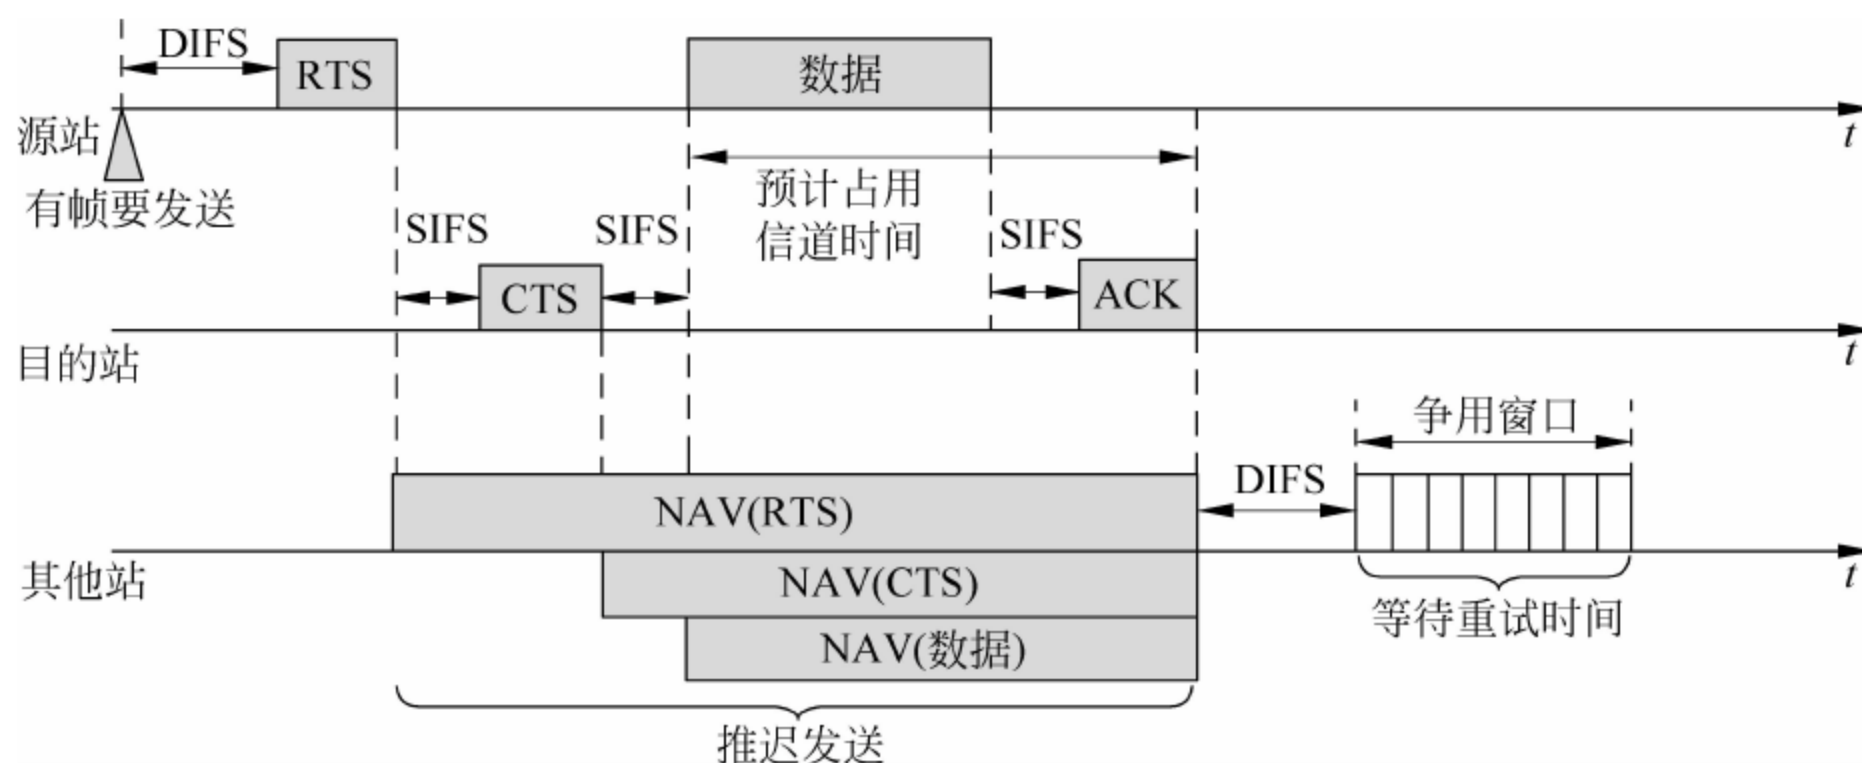 DIFS
RTS
数据
源站
t
有帧要发送
预计占用
信道时间
SIFS
SIFS
SIFS
CTS
ACK
目的站
t
争用窗口
DIFS
NAV(RTS)
其他站
t
NAV(CTS)
等待重试时间
NAV(数据)
推迟发送